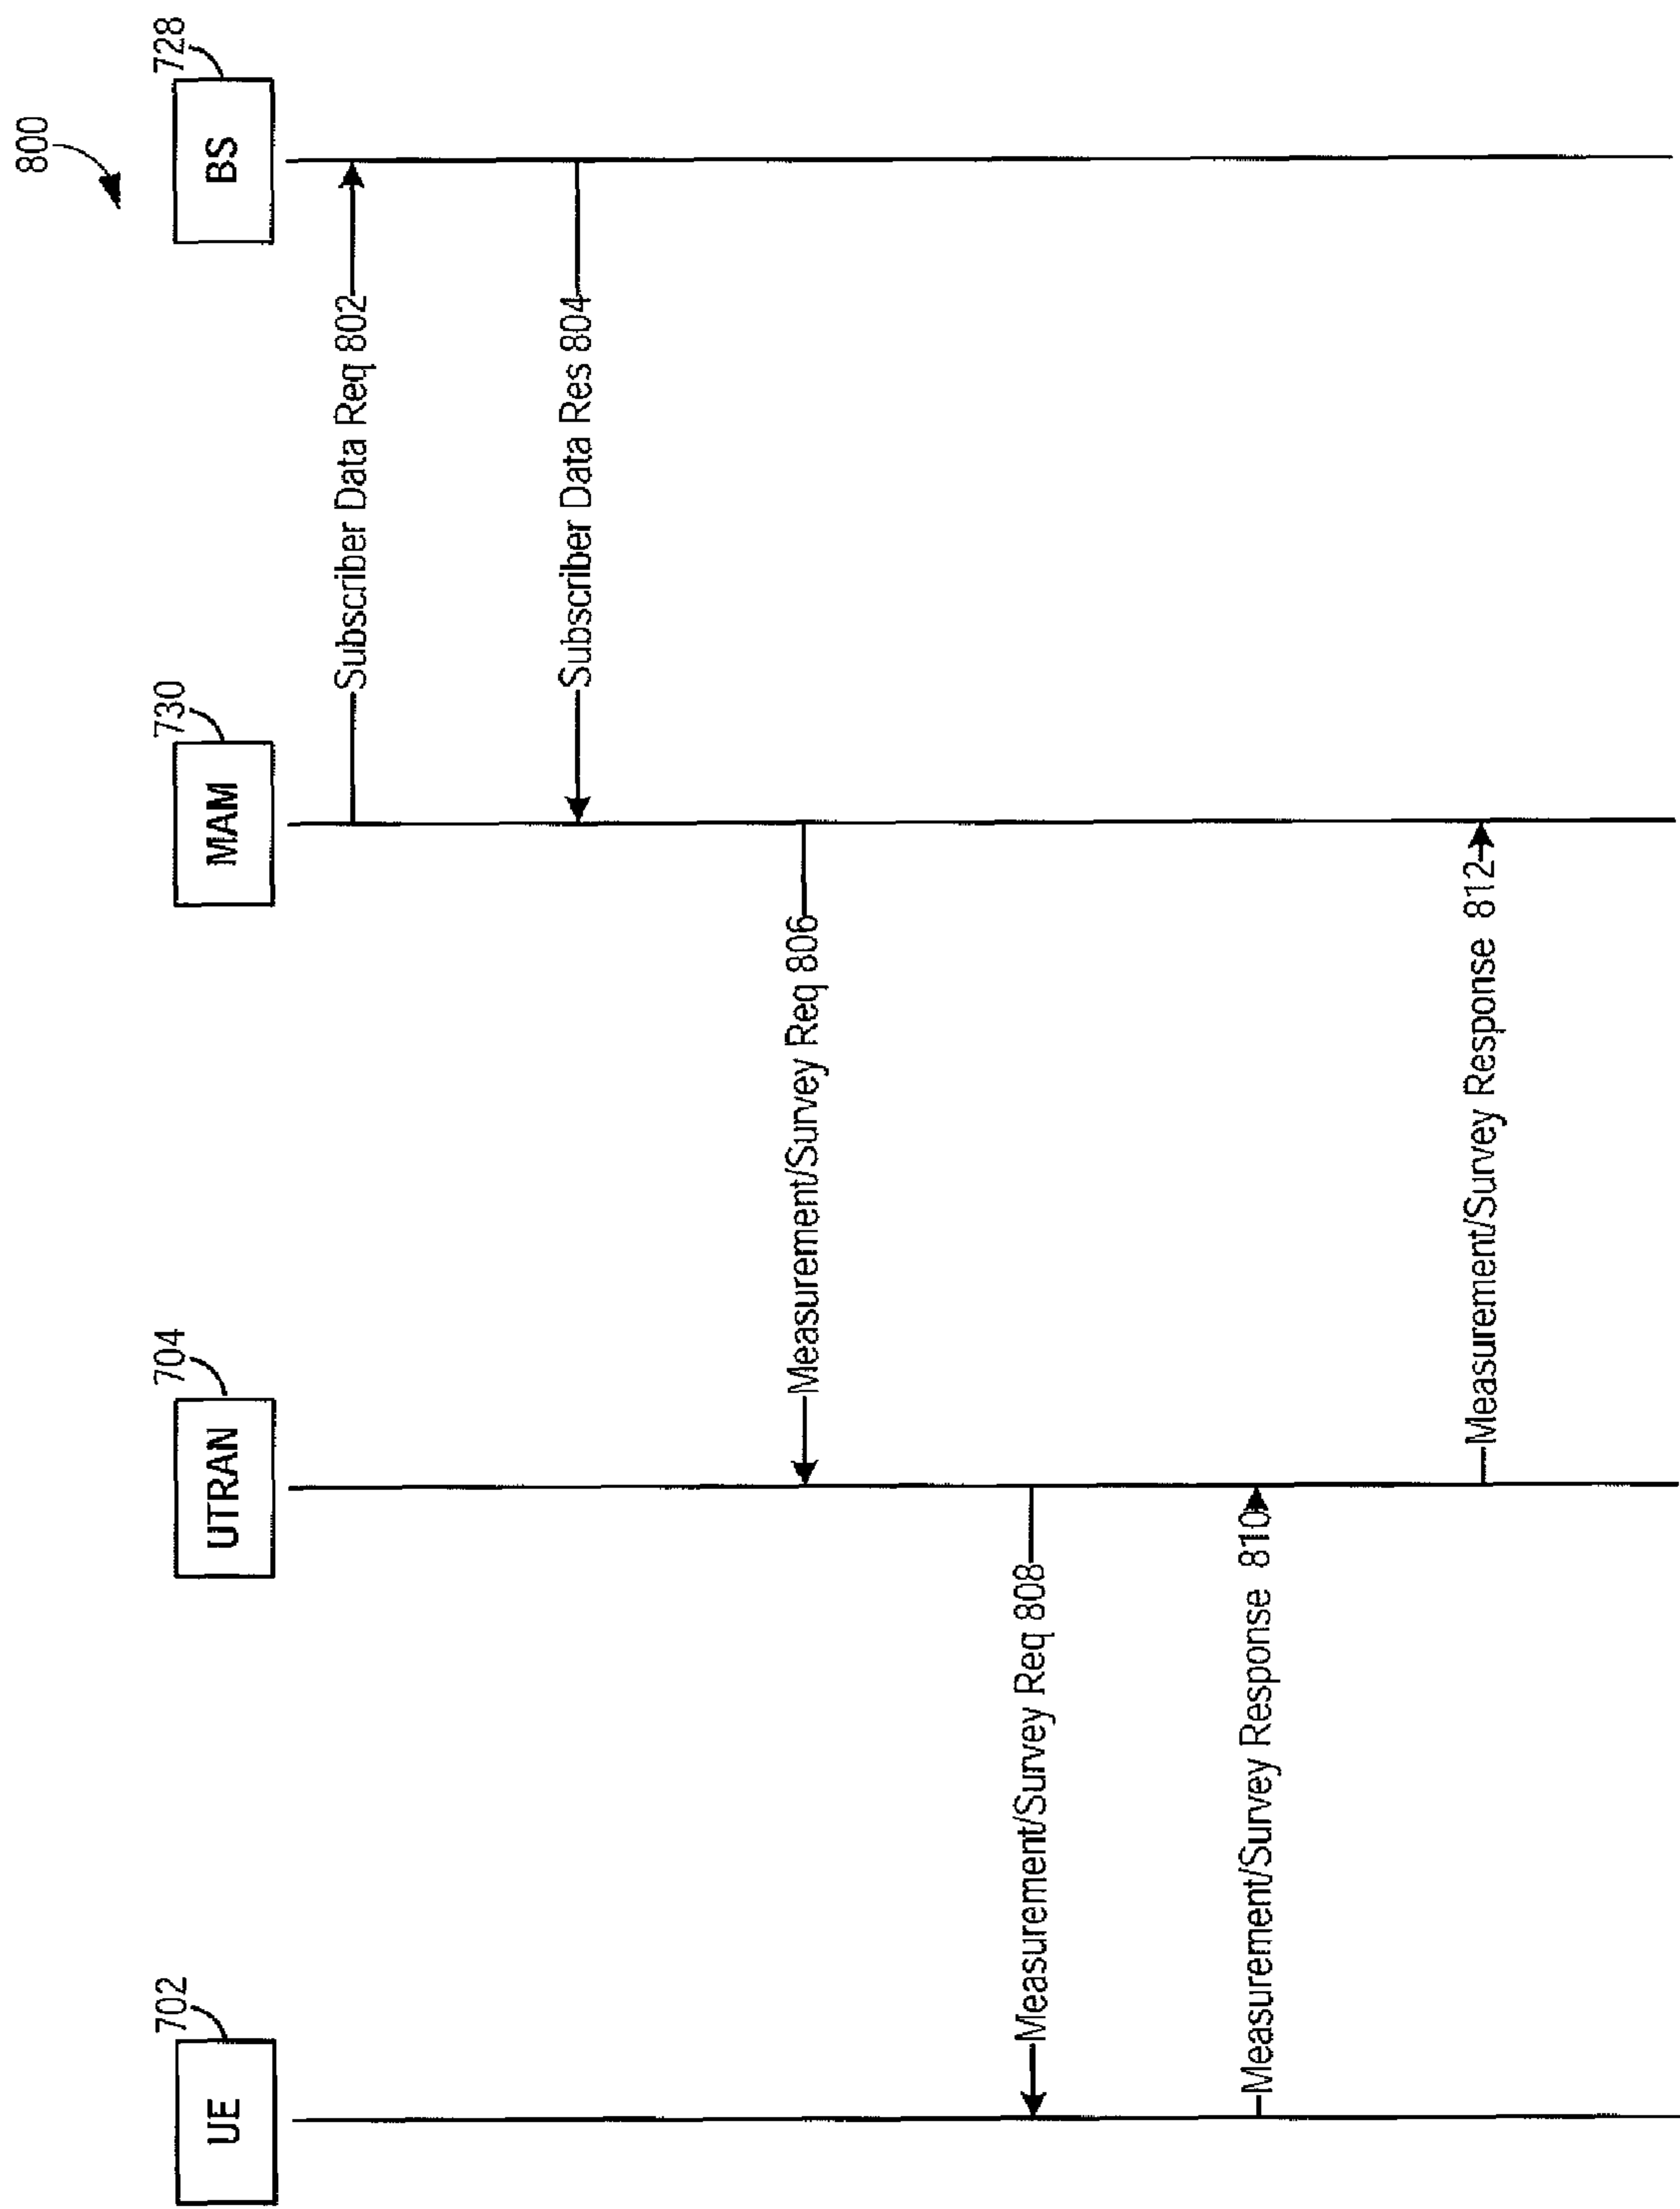 800
702
704
730
728
UE
UTRAN
MAM
BS
Subscriber Data Req 802
Subscriber Data Res 804
Measurement/Survey Req 806
Measurement/Survey Req 808
Measurement/Survey Response 810
Measurement/Survey Response 812